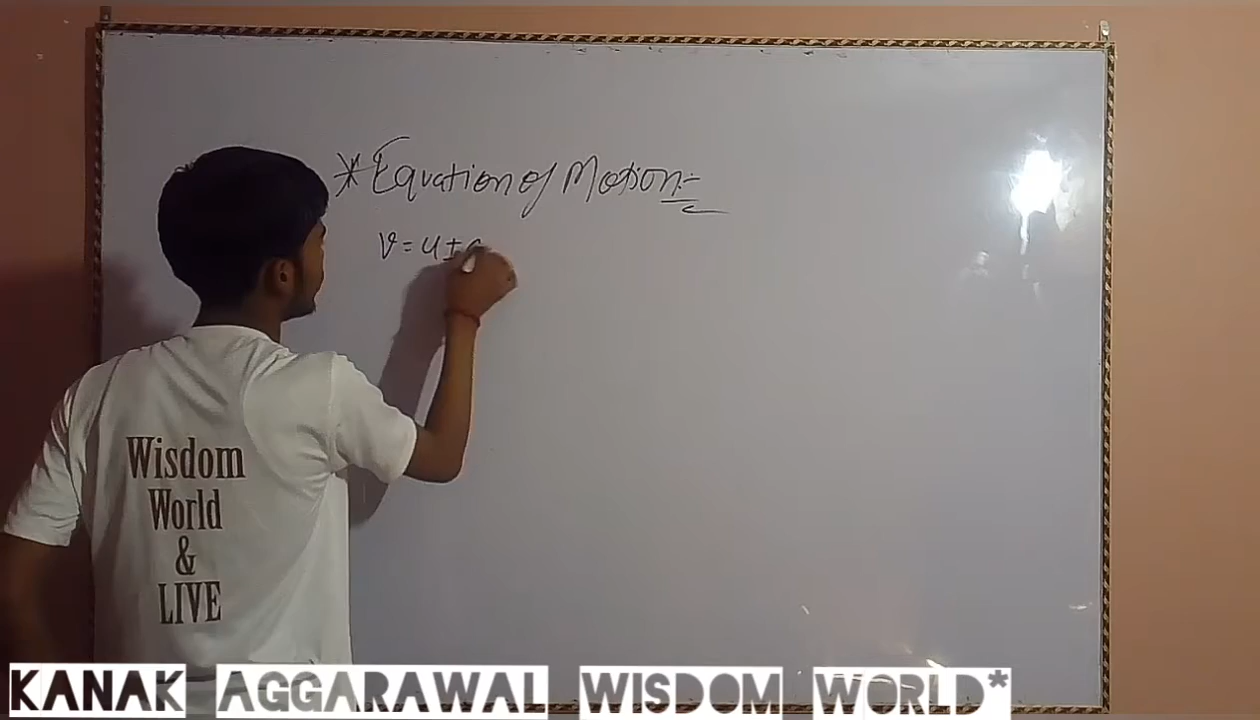 * Equation of Motion:-
v = u ±
Wisdom
World
&
LIVE
KANAK AGGARAWAL WISDOM WORLD*